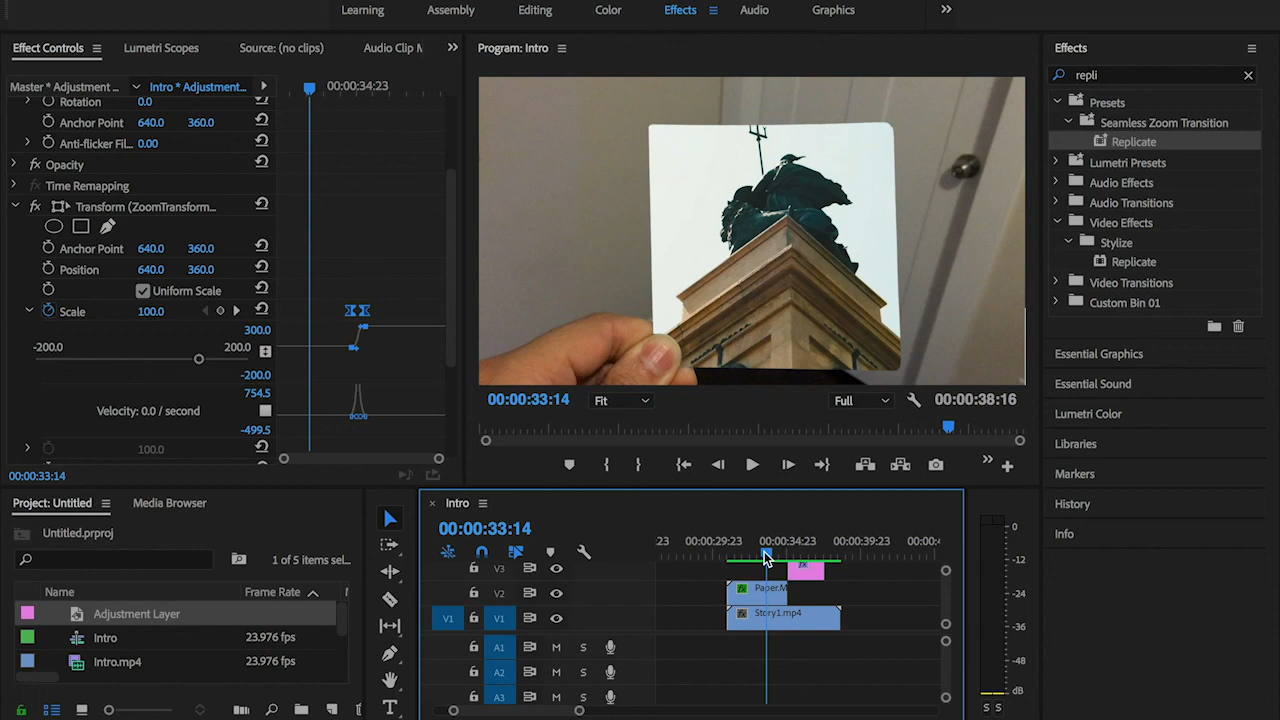 Learning Assembly Editing Color Effects Audio Graphics
Effect Controls Lumetri Scopes Source: (no clips) Audio Clip M
Master * Adjustment ... Intro * Adjustment... 00:00:34:23
Rotation 0.0
Anchor Point 640.0 360.0
Anti-flicker Fil... 0.00
fx Opacity
fx Time Remapping
fx Transform (ZoomTransform...
Anchor Point 640.0 360.0
Position 640.0 360.0
Uniform Scale
Scale 100.0
300.0
-200.0 200.0
-200.0
754.5
Velocity: 0.0 / second
-499.5
100.0
00:00:33:14
Program: Intro
00:00:33:14 Fit Full 00:00:38:16
Effects
repli
Presets
Seamless Zoom Transition
Replicate
Lumetri Presets
Audio Effects
Audio Transitions
Video Effects
Stylize
Replicate
Video Transitions
Custom Bin 01
Essential Graphics
Essential Sound
Lumetri Color
Libraries
Markers
History
Info
Project: Untitled Media Browser
Untitled.prproj
1 of 5 items sel...
Name Frame Rate
Adjustment Layer
Intro 23.976 fps
Intro.mp4 23.976 fps
Intro
00:00:33:14
:23 00:00:29:23 00:00:34:23 00:00:39:23 00:00:4
V3 fx
V2 fx Paper.M
V1 V1 fx Story1.mp4
A1 M S
A2 M S
A3 M S
0
-12
-24
-36
-48
dB
S S